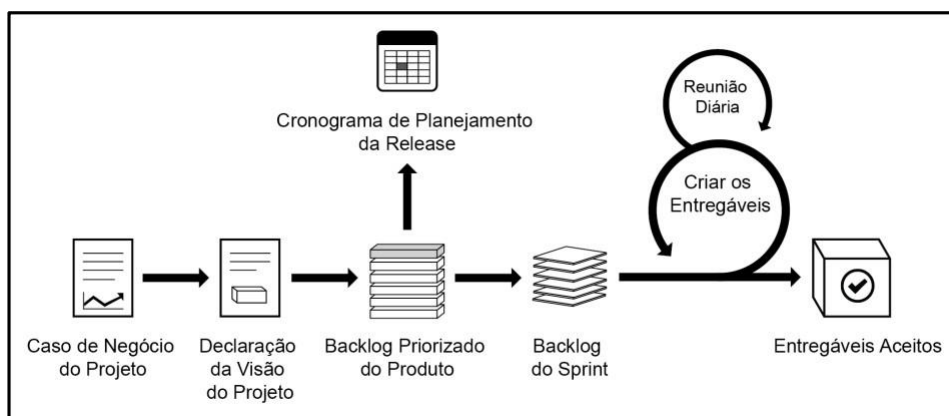 Cronograma de Planejamento
da Release
Reunião
Diária
Criar os
Entregáveis
Caso de Negócio
do Projeto
Declaração
da Visão
do Projeto
Backlog Priorizado
do Produto
Backlog
do Sprint
Entregáveis Aceitos